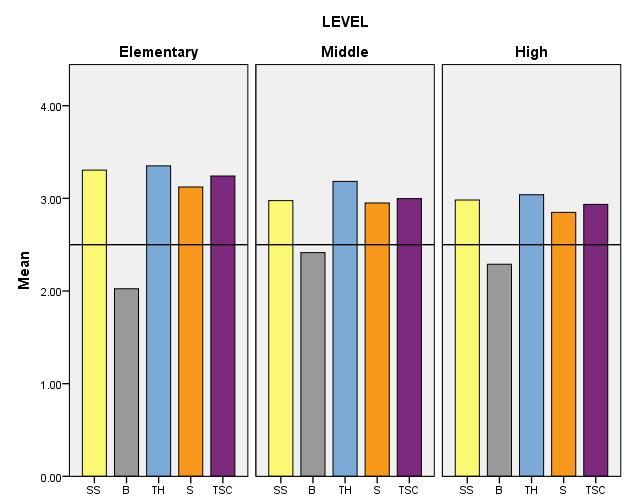 LEVEL
Elementary Middle High
4.00
3.00
2.00
1.00
0.00
Mean
SS B TH S TSC SS B TH S TSC SS B TH S TSC